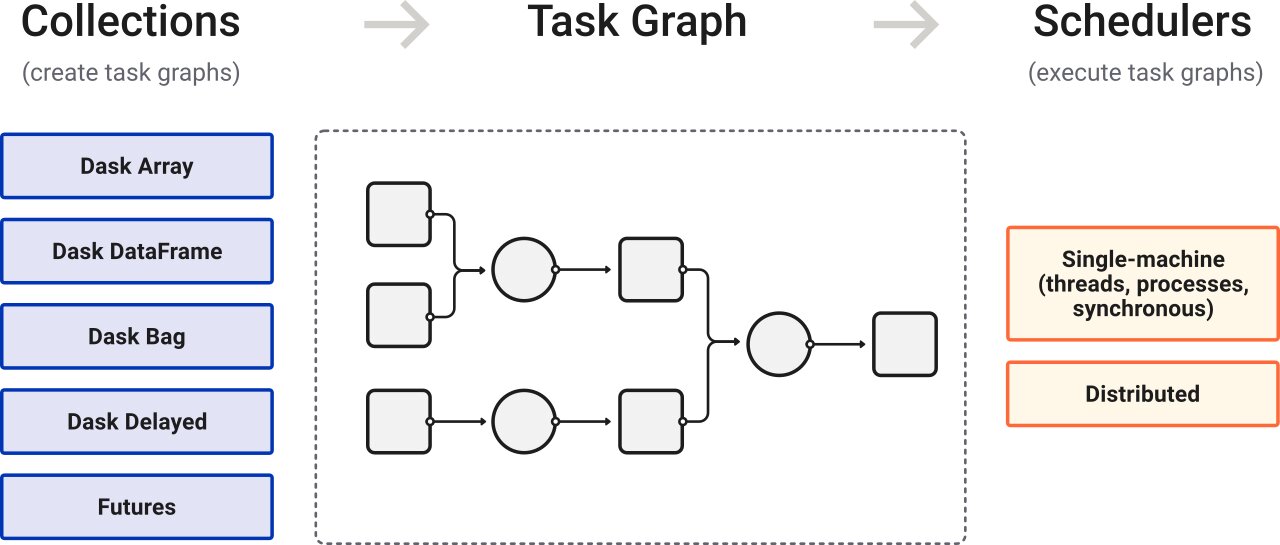 Collections
(create task graphs)
Task Graph
Schedulers
(execute task graphs)
Dask Array
Dask DataFrame
Dask Bag
Dask Delayed
Futures
Single-machine
(threads, processes,
synchronous)
Distributed